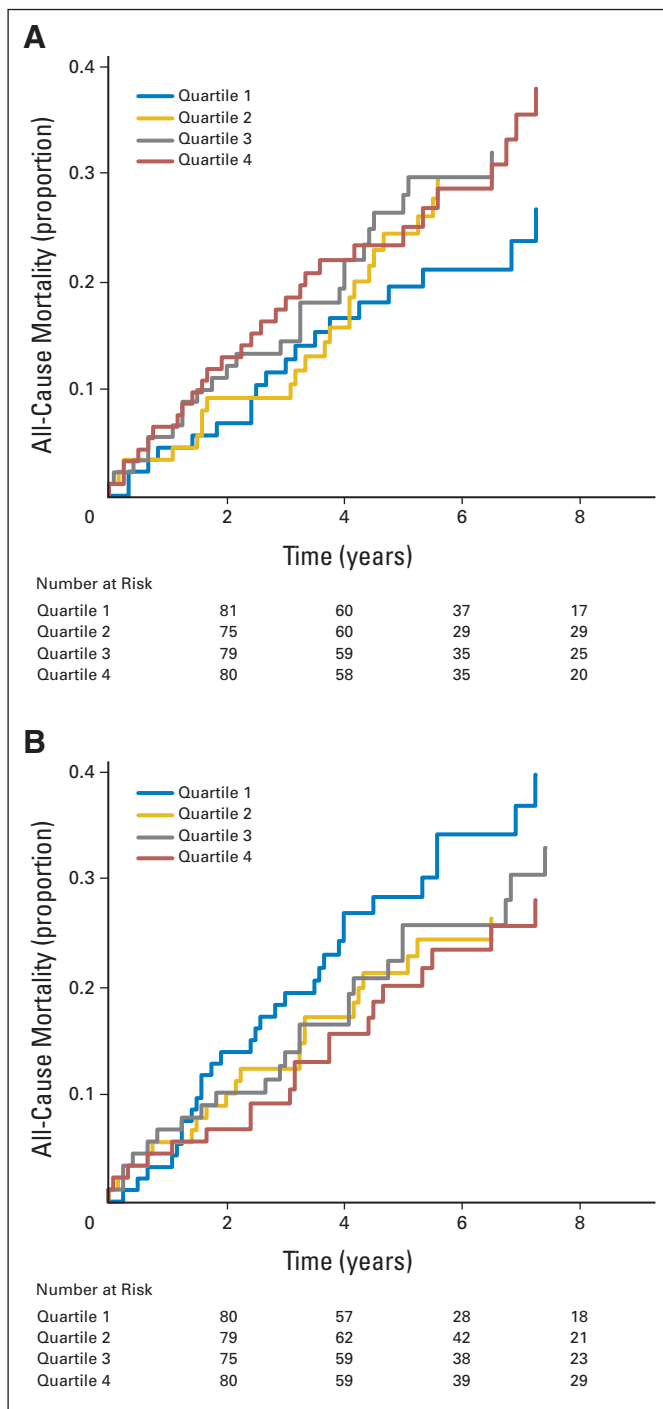 A
0.4
0.3
0.2
0.1
All-Cause Mortality (proportion)
Quartile 1
Quartile 2
Quartile 3
Quartile 4
0 2 4 6 8
Time (years)
Number at Risk
Quartile 1 81 60 37 17
Quartile 2 75 60 29 29
Quartile 3 79 59 35 25
Quartile 4 80 58 35 20
B
0.4
0.3
0.2
0.1
All-Cause Mortality (proportion)
Quartile 1
Quartile 2
Quartile 3
Quartile 4
0 2 4 6 8
Time (years)
Number at Risk
Quartile 1 80 57 28 18
Quartile 2 79 62 42 21
Quartile 3 75 59 38 23
Quartile 4 80 59 39 29